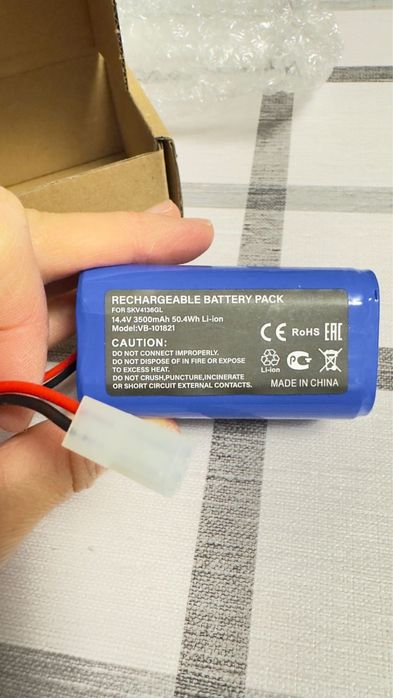 RECHARGEABLE BATTERY PACK
FOR SKV4136GL
14.4V 3500mAh 50.4Wh Li-ion
Model:VB-101821
CAUTION:
DO NOT CONNECT IMPROPERLY.
DO NOT DISPOSE OF IN FIRE OR EXPOSE
TO EXCESS HEAT.
DO NOT CRUSH,PUNCTURE,INCINERATE
OR SHORT CIRCUIT EXTERNAL CONTACTS.
CE RoHS EAC
Li-ion
MADE IN CHINA